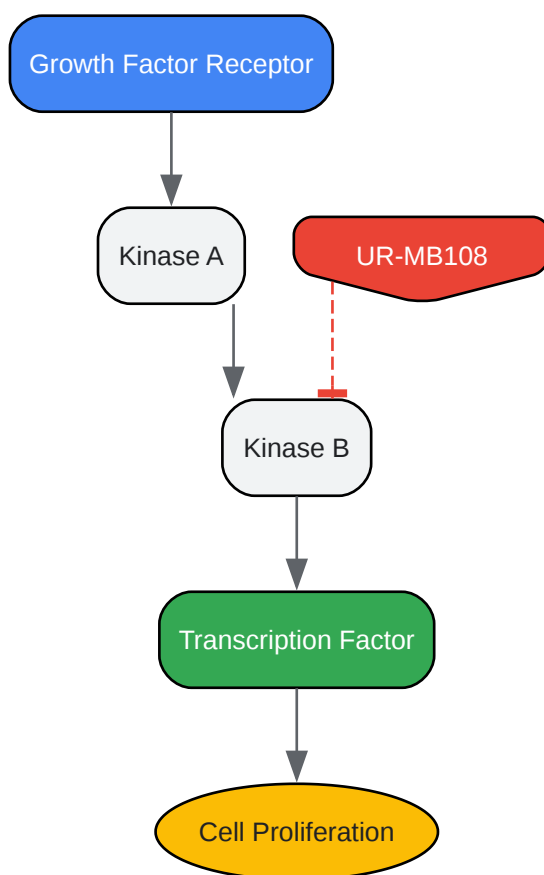 Growth Factor Receptor
Kinase A
UR-MB108
Kinase B
Transcription Factor
Cell Proliferation